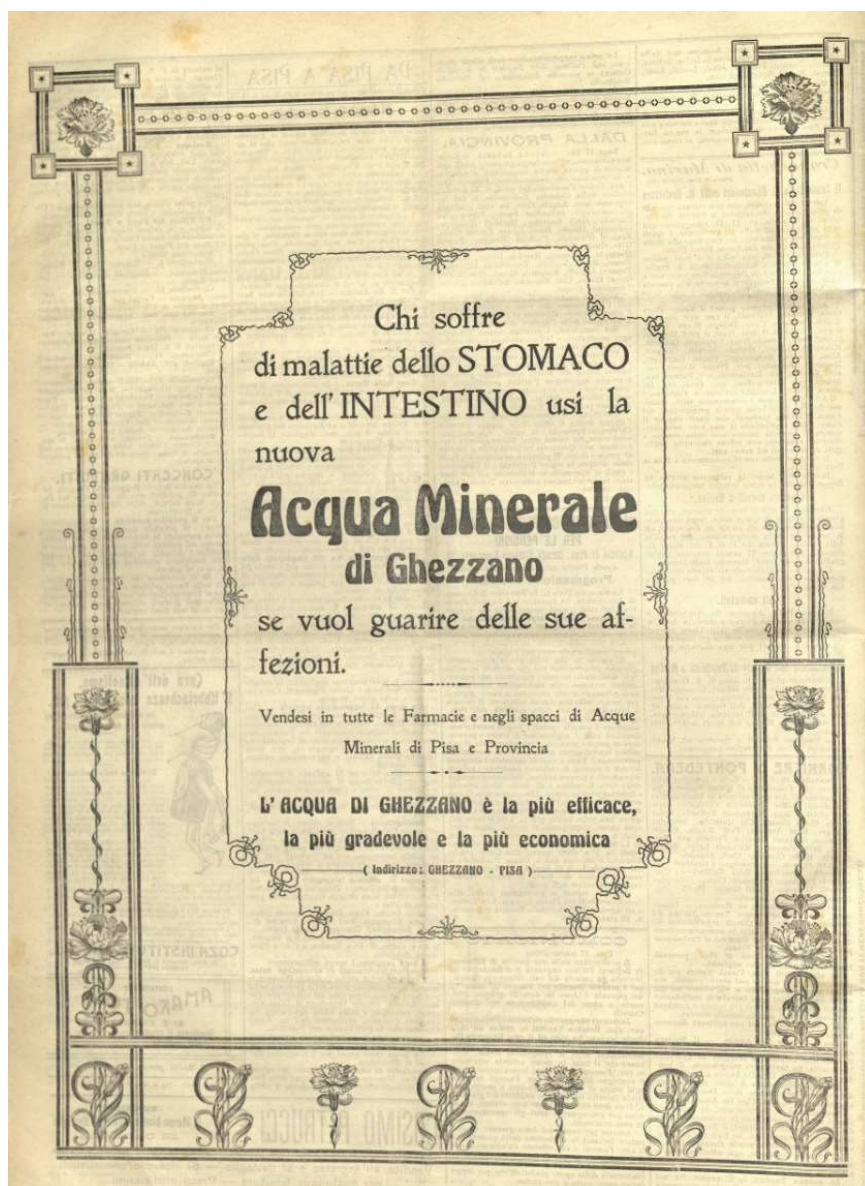 Chi soffre
di malattie dello STOMACO
e dell'INTESTINO usi la
nuova
Acqua Minerale
di Ghezzano
se vuol guarire delle sue af-
fezioni.
Vendesi in tutte le Farmacie e negli spacci di Acque
Minerali di Pisa e Provincia
L'ACQUA DI GHEZZANO è la più efficace,
la più gradevole e la più economica
( Indirizzo: GHEZZANO - PISA )